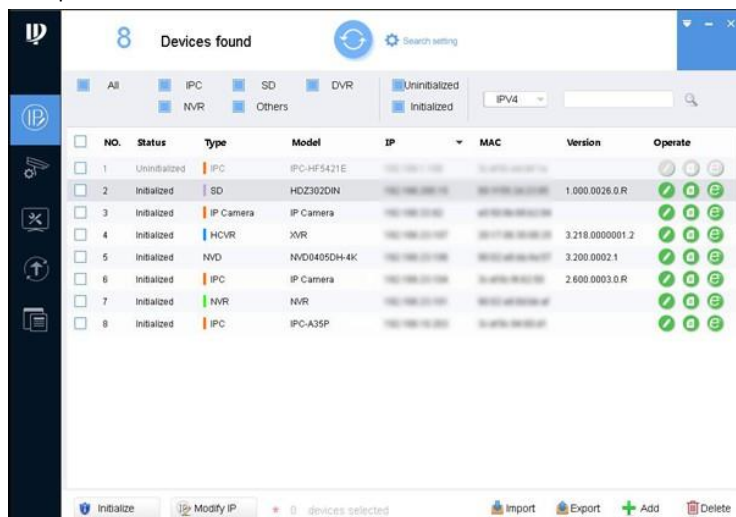 8 Devices found Search setting
All IPC SD DVR Uninitialized
NVR Others Initialized
IPV4
NO. Status Type Model IP MAC Version Operate
1 Uninitialized IPC IPC-HF5421E
2 Initialized SD HDZ302DIN 1.000.0026.0.R
3 Initialized IP Camera IP Camera
4 Initialized HCVR XVR 3.218.0000001.2
5 Initialized NVD NVD0405DH-4K 3.200.0002.1
6 Initialized IPC IP Camera 2.600.0003.0.R
7 Initialized NVR NVR
8 Initialized IPC IPC-A35P
Initialize Modify IP * 0 devices selected Import Export Add Delete